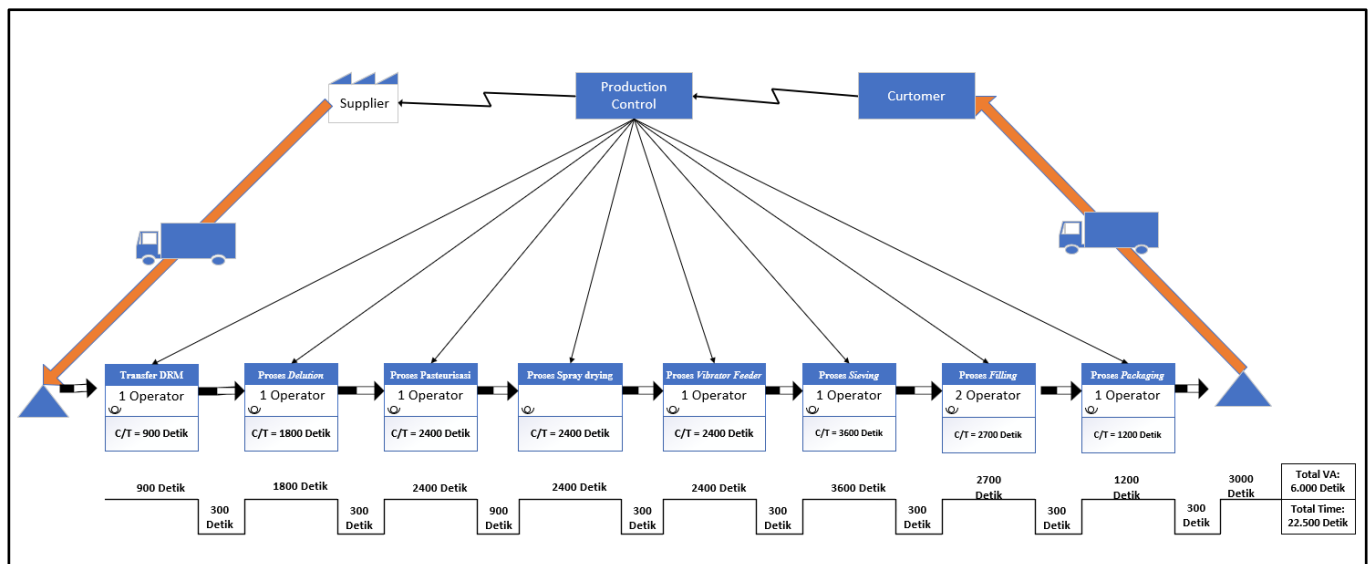 Supplier
Production
Control
Curtomer
Transfer DRM
1 Operator
C/T = 900 Detik
Proses Delution
1 Operator
C/T = 1800 Detik
Proses Pasteurisasi
1 Operator
C/T = 2400 Detik
Proses Spray drying
C/T = 2400 Detik
Proses Vibrator Feeder
1 Operator
C/T = 2400 Detik
Proses Sieving
1 Operator
C/T = 3600 Detik
Proses Filling
2 Operator
C/T = 2700 Detik
Proses Packaging
1 Operator
C/T = 1200 Detik
900 Detik
300
Detik
1800 Detik
300
Detik
2400 Detik
900
Detik
2400 Detik
300
Detik
2400 Detik
300
Detik
3600 Detik
300
Detik
2700
Detik
300
Detik
1200
Detik
300
Detik
3000
Detik
Total VA:
6.000 Detik
Total Time:
22.500 Detik